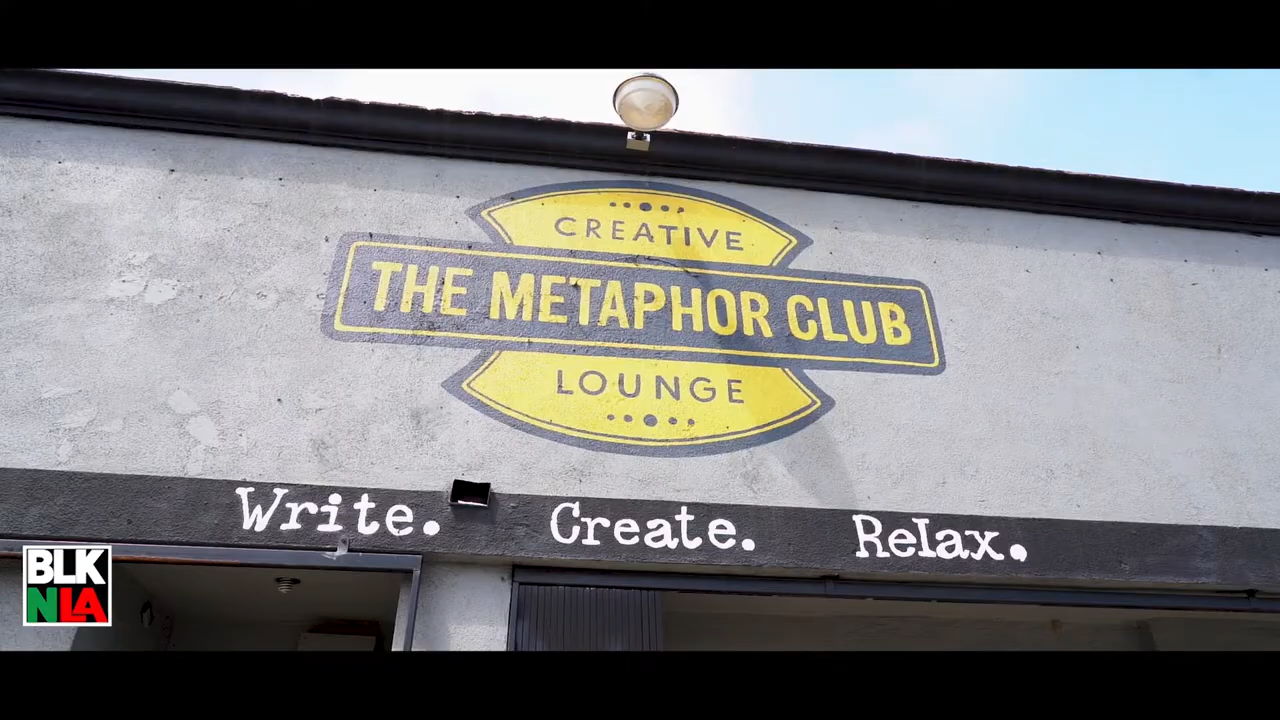 CREATIVE
THE METAPHOR CLUB
LOUNGE
Write. Create. Relax.
BLK
NLA